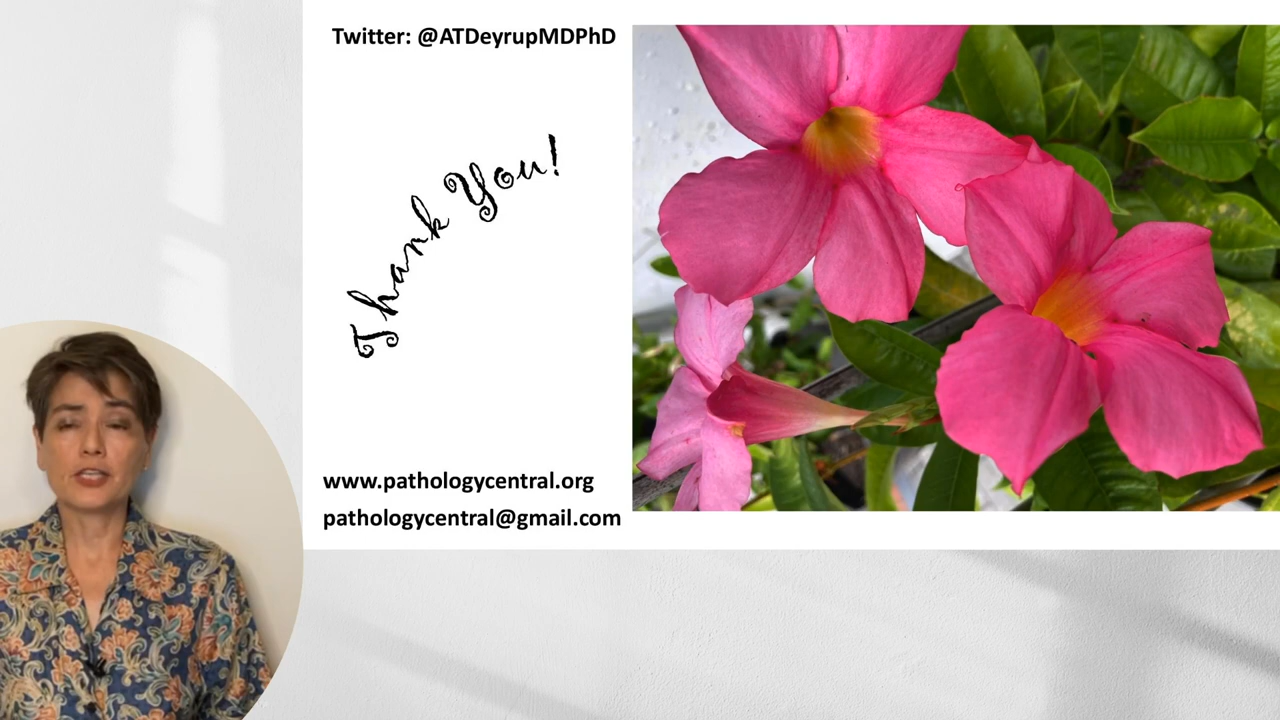 Twitter: @ATDeyrupMDPhD
Thank You!
www.pathologycentral.org
pathologycentral@gmail.com